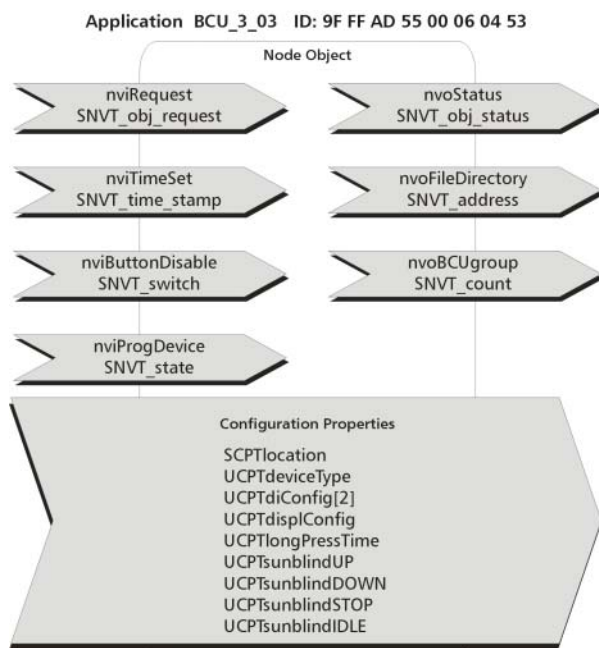 Application BCU_3_03 ID: 9F FF AD 55 00 06 04 53
Node Object
nviRequest
SNVT_obj_request
nvoStatus
SNVT_obj_status
nviTimeSet
SNVT_time_stamp
nvoFileDirectory
SNVT_address
nviButtonDisable
SNVT_switch
nvoBCUgroup
SNVT_count
nviProgDevice
SNVT_state
Configuration Properties
SCPTlocation
UCPTdeviceType
UCPTdiConfig[2]
UCPTdisplConfig
UCPTlongPressTime
UCPTsunblindUP
UCPTsunblindDOWN
UCPTsunblindSTOP
UCPTsunblindIDLE